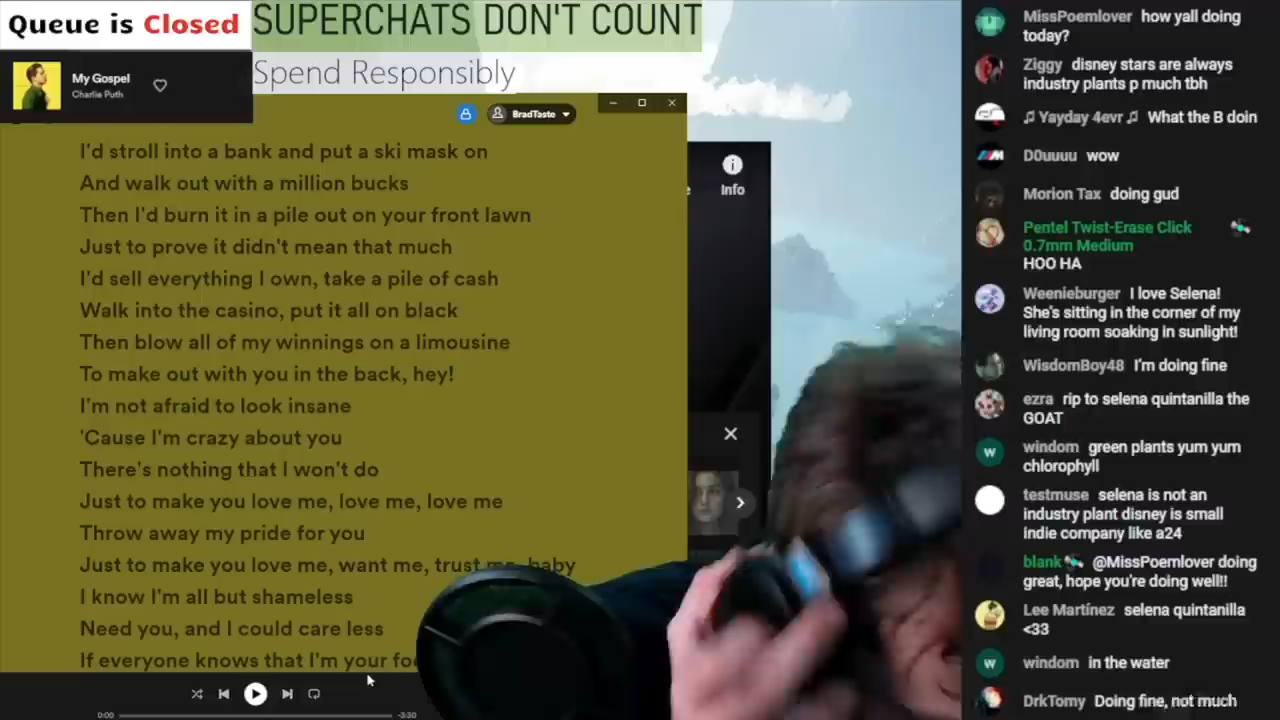 Queue is Closed
SUPERCHATS DON'T COUNT
Spend Responsibly
My Gospel
Charlie Puth
BradTaste
I'd stroll into a bank and put a ski mask on
And walk out with a million bucks
Then I'd burn it in a pile out on your front lawn
Just to prove it didn't mean that much
I'd sell everything I own, take a pile of cash
Walk into the casino, put it all on black
Then blow all of my winnings on a limousine
To make out with you in the back, hey!
I'm not afraid to look insane
'Cause I'm crazy about you
There's nothing that I won't do
Just to make you love me, love me, love me
Throw away my pride for you
Just to make you love me, want me, trust me, baby
I know I'm all but shameless
Need you, and I could care less
If everyone knows that I'm your
0:00
-3:30
Info
MissPoemlover how yall doing
today?
Ziggy disney stars are always
industry plants p much tbh
♫ Yayday 4evr ♫ What the B doin
D0uuuu wow
Morion Tax doing gud
Pentel Twist-Erase Click
0.7mm Medium
HOO HA
Weenieburger I love Selena!
She's sitting in the corner of my
living room soaking in sunlight!
WisdomBoy48 I'm doing fine
ezra rip to selena quintanilla the
GOAT
W
windom green plants yum yum
chlorophyll
testmuse selena is not an
industry plant disney is small
indie company like a24
blank @MissPoemlover doing
great, hope you're doing well!!
Lee Martínez selena quintanilla
<33
W
windom in the water
DrkTomy Doing fine, not much